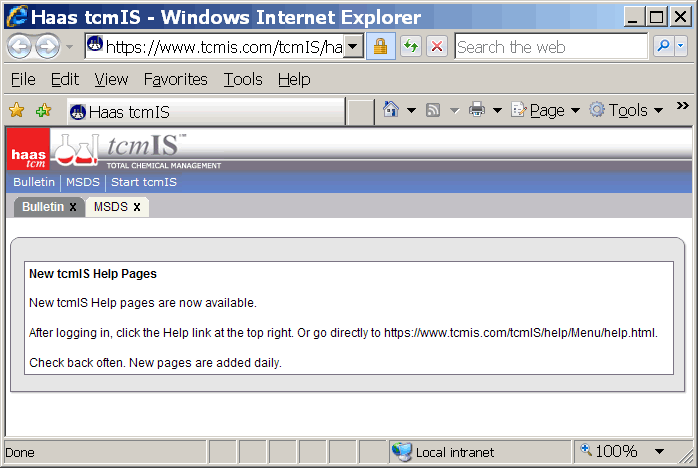 Haas tcmIS - Windows Internet Explorer
https://www.tcmis.com/tcmIS/ha
Search the web
File Edit View Favorites Tools Help
Haas tcmIS
Page Tools »
haas tcm
tcmIS™
TOTAL CHEMICAL MANAGEMENT
Bulletin MSDS Start tcmIS
Bulletin x MSDS x
New tcmIS Help Pages
New tcmIS Help pages are now available.
After logging in, click the Help link at the top right. Or go directly to https://www.tcmis.com/tcmIS/help/Menu/help.html.
Check back often. New pages are added daily.
Done Local intranet 100%